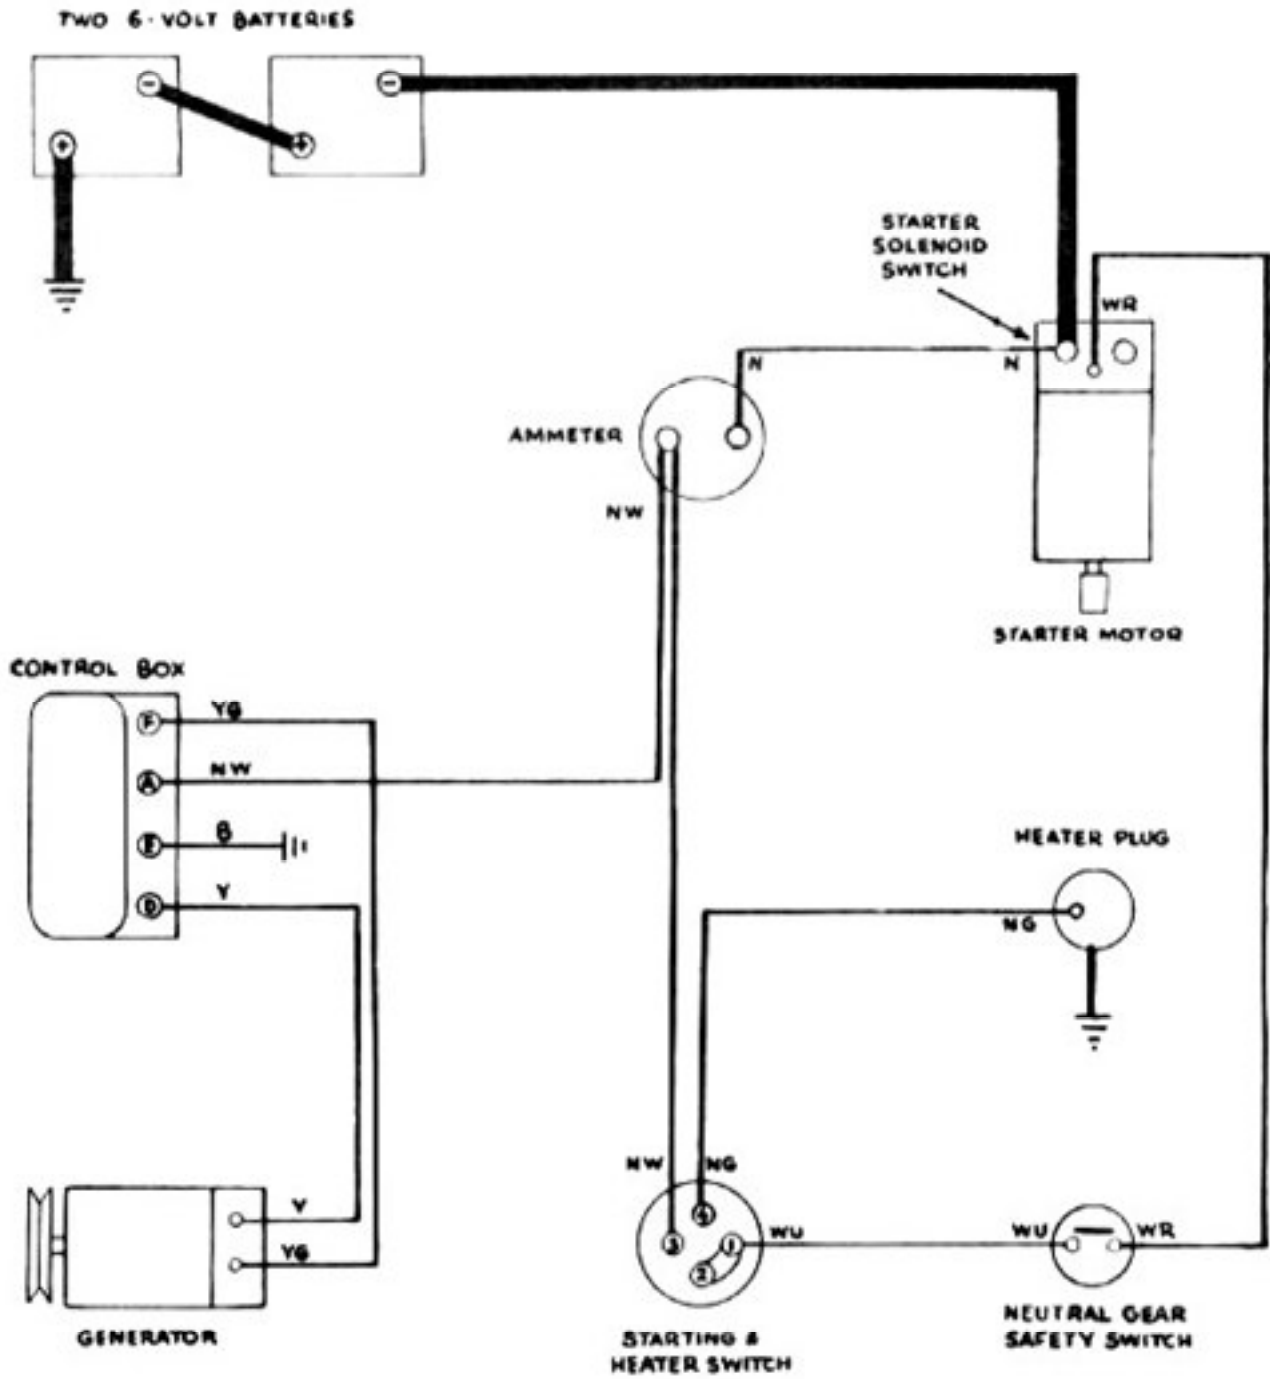 TWO 6-VOLT BATTERIES
-
-
+
+
STARTER
SOLENOID
SWITCH
WR
N
N
AMMETER
NW
STARTER MOTOR
CONTROL BOX
F
YG
A
NW
E
B
D
Y
HEATER PLUG
NG
NW
NG
4
3
1
2
WU
WU
WR
Y
YG
GENERATOR
STARTING &
HEATER SWITCH
NEUTRAL GEAR
SAFETY SWITCH